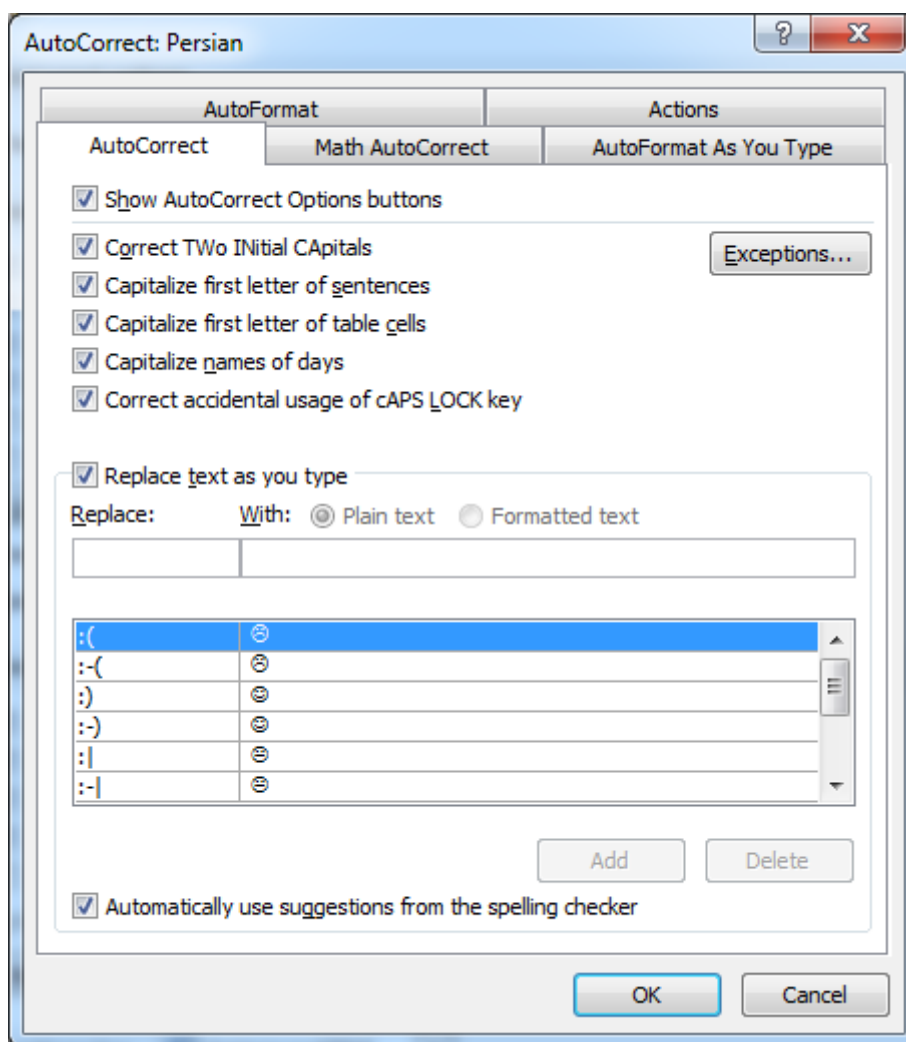 AutoCorrect: Persian
AutoFormat Actions
AutoCorrect Math AutoCorrect AutoFormat As You Type
Show AutoCorrect Options buttons
Correct TWo INitial CApitals Exceptions...
Capitalize first letter of sentences
Capitalize first letter of table cells
Capitalize names of days
Correct accidental usage of cAPS LOCK key
Replace text as you type
Replace: With: Plain text Formatted text
:( ☹
:-( ☹
:) ☺
:-) ☺
:| 😐
:-| 😐
Add Delete
Automatically use suggestions from the spelling checker
OK Cancel